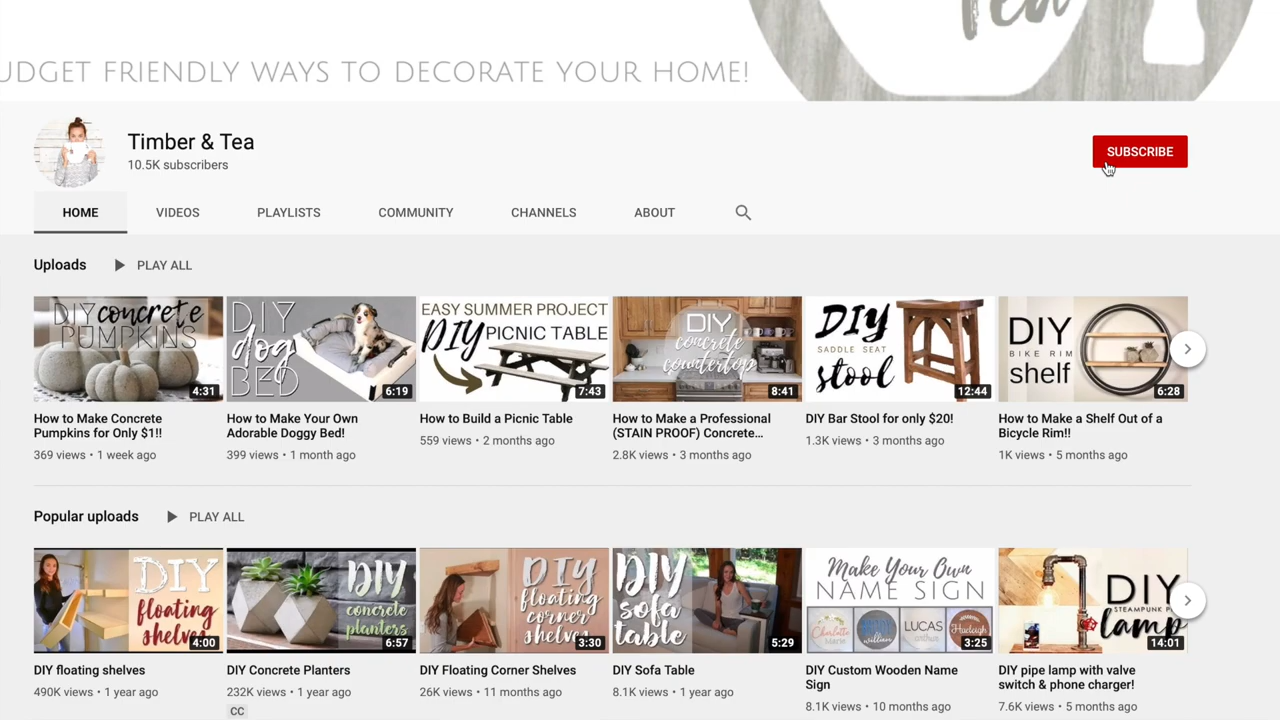 Tea
UDGET FRIENDLY WAYS TO DECORATE YOUR HOME!
Timber & Tea
10.5K subscribers
SUBSCRIBE
HOME VIDEOS PLAYLISTS COMMUNITY CHANNELS ABOUT
Uploads PLAY ALL
DIY concrete
PUMPKINS
4:31
How to Make Concrete
Pumpkins for Only $1!!
369 views • 1 week ago
DIY
dog
BED
6:19
How to Make Your Own
Adorable Doggy Bed!
399 views • 1 month ago
EASY SUMMER PROJECT
DIY PICNIC TABLE
7:43
How to Build a Picnic Table
559 views • 2 months ago
DIY
concrete
countertop
8:41
How to Make a Professional
(STAIN PROOF) Concrete…
2.8K views • 3 months ago
DIY
SADDLE SEAT
stool
12:44
DIY Bar Stool for only $20!
1.3K views • 3 months ago
DIY
BIKE RIM
shelf
6:28
How to Make a Shelf Out of a
Bicycle Rim!!
1K views • 5 months ago
Popular uploads PLAY ALL
DIY
floating
shelves
4:00
DIY floating shelves
490K views • 1 year ago
DIY
concrete
planters
6:57
DIY Concrete Planters
232K views • 1 year ago
CC
DIY
floating
corner
shelves
3:30
DIY Floating Corner Shelves
26K views • 11 months ago
DIY
sofa
table
5:29
DIY Sofa Table
8.1K views • 1 year ago
Make Your Own
NAME SIGN
Charlotte
Marie
william
LUCAS
Hayleigh
3:25
DIY Custom Wooden Name
Sign
8.1K views • 10 months ago
DIY
STEAMPUNK P
lamp
14:01
DIY pipe lamp with valve
switch & phone charger!
7.6K views • 5 months ago